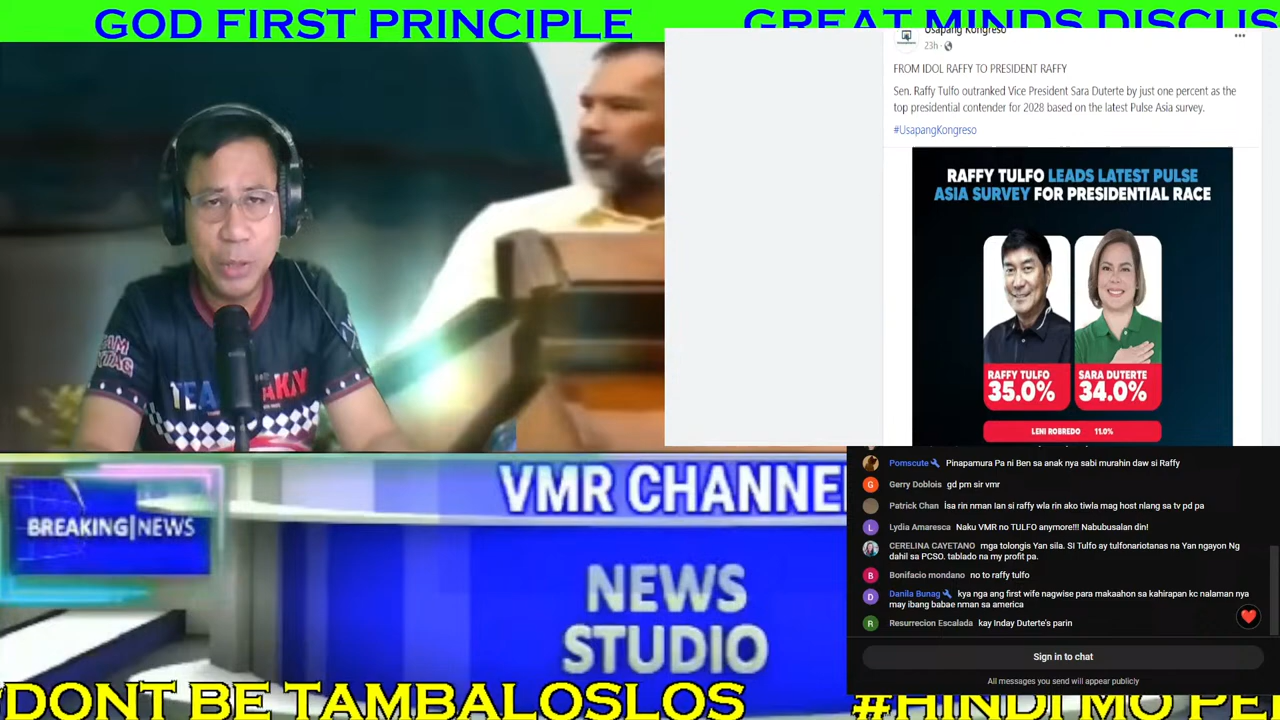 GOD FIRST PRINCIPLE
GREAT MINDS DISCUS
Usapang Kongreso
23h
FROM IDOL RAFFY TO PRESIDENT RAFFY
Sen. Raffy Tulfo outranked Vice President Sara Duterte by just one percent as the
top presidential contender for 2028 based on the latest Pulse Asia survey.
#UsapangKongreso
RAFFY TULFO LEADS LATEST PULSE
ASIA SURVEY FOR PRESIDENTIAL RACE
RAFFY TULFO
35.0%
SARA DUTERTE
34.0%
LENI ROBREDO 11.0%
TEA
VMR CHANNE
BREAKING|NEWS
NEWS
STUDIO
Pomscute Pinapamura Pa ni Ben sa anak nya sabi murahin daw si Raffy
G Gerry Doblois gd pm sir vmr
Patrick Chan İsa rin nman Ian si raffy wla rin ako tiwla mag host nlang sa tv pd pa
L Lydia Amaresca Naku VMR no TULFO anymore!!! Nabubusalan din!
CERELINA CAYETANO mga tolongis Yan sila. SI Tulfo ay tulfonariotanas na Yan ngayon Ng
dahil sa PCSO. tablado na my profit pa.
B Bonifacio mondano no to raffy tulfo
D Danila Bunag kya nga ang first wife nagwise para makaahon sa kahirapan kc nalaman nya
may ibang babae nman sa america
R Resurrecion Escalada kay Inday Duterte's parin
Sign in to chat
All messages you send will appear publicly
DONT BE TAMBALOSLOS
#HINDI MO PE